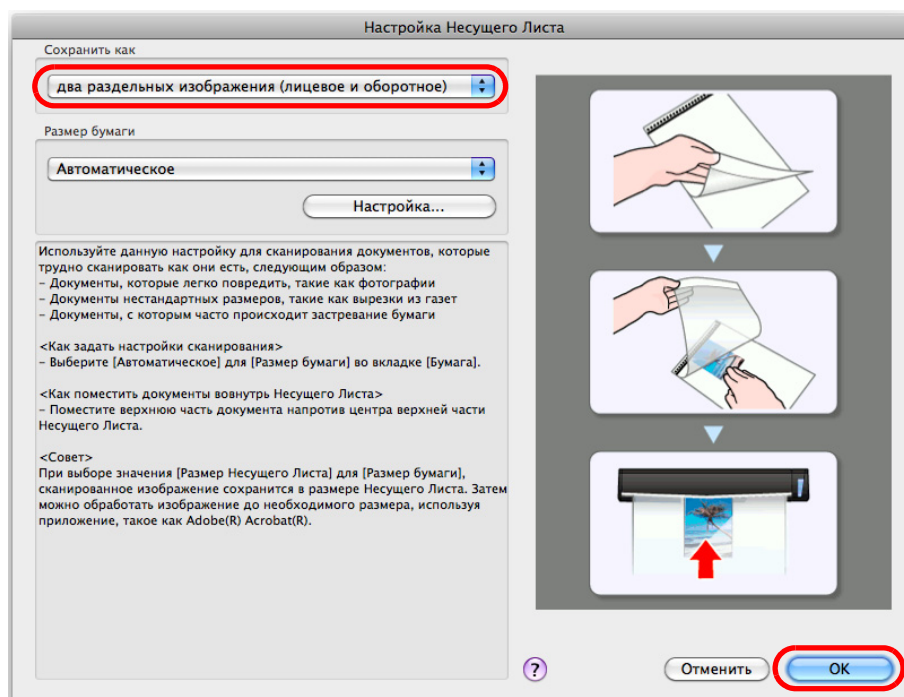 Настройка Несущего Листа
Сохранить как
два раздельных изображения (лицевое и оборотное)
Размер бумаги
Автоматическое
Настройка...
Используйте данную настройку для сканирования документов, которые
трудно сканировать как они есть, следующим образом:
– Документы, которые легко повредить, такие как фотографии
– Документы нестандартных размеров, такие как вырезки из газет
– Документы, с которым часто происходит застревание бумаги
<Как задать настройки сканирования>
– Выберите [Автоматическое] для [Размер бумаги] во вкладке [Бумага].
<Как поместить документы вовнутрь Несущего Листа>
– Поместите верхнюю часть документа напротив центра верхней части
Несущего Листа.
<Совет>
При выборе значения [Размер Несущего Листа] для [Размер бумаги],
сканированное изображение сохранится в размере Несущего Листа. Затем
можно обработать изображение до необходимого размера, используя
приложение, такое как Adobe(R) Acrobat(R).
?
Отменить
OK